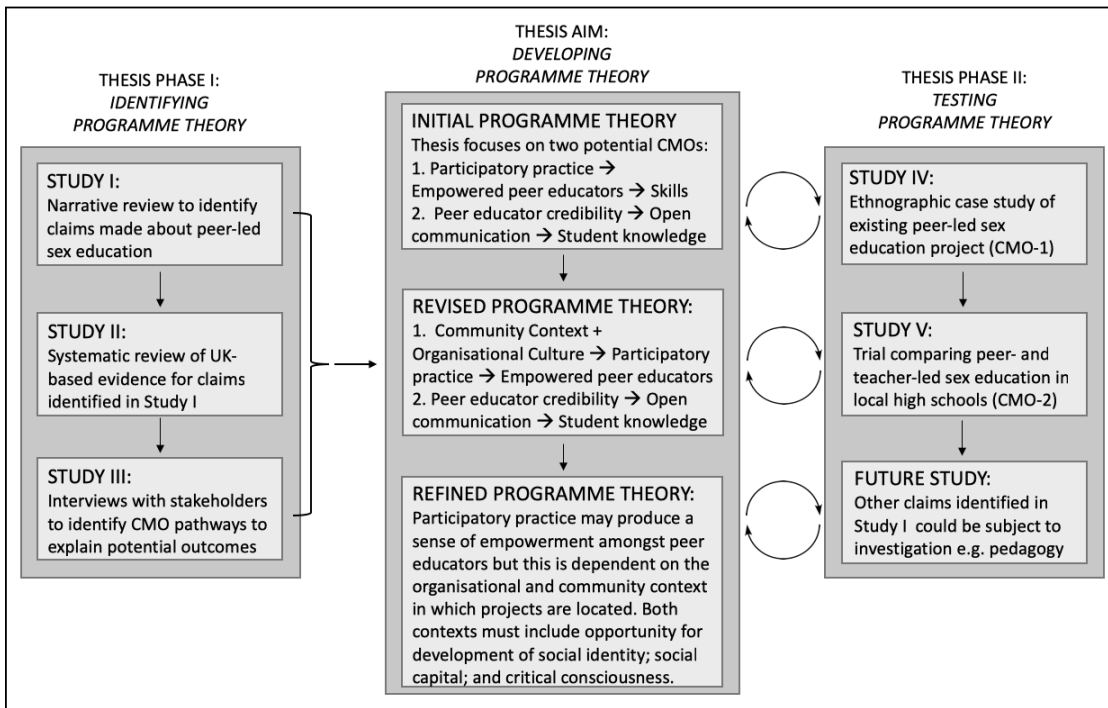 THESIS PHASE I:
IDENTIFYING
PROGRAMME THEORY
STUDY I:
Narrative review to identify
claims made about peer-led
sex education
STUDY II:
Systematic review of UK-
based evidence for claims
identified in Study I
STUDY III:
Interviews with stakeholders
to identify CMO pathways to
explain potential outcomes
THESIS AIM:
DEVELOPING
PROGRAMME THEORY
INITIAL PROGRAMME THEORY
Thesis focuses on two potential CMOs:
1. Participatory practice →
Empowered peer educators → Skills
2. Peer educator credibility → Open
communication → Student knowledge
REVISED PROGRAMME THEORY:
1. Community Context +
Organisational Culture → Participatory
practice → Empowered peer educators
2. Peer educator credibility → Open
communication → Student knowledge
REFINED PROGRAMME THEORY:
Participatory practice may produce a
sense of empowerment amongst peer
educators but this is dependent on the
organisational and community context
in which projects are located. Both
contexts must include opportunity for
development of social identity; social
capital; and critical consciousness.
THESIS PHASE II:
TESTING
PROGRAMME THEORY
STUDY IV:
Ethnographic case study of
existing peer-led sex
education project (CMO-1)
STUDY V:
Trial comparing peer- and
teacher-led sex education in
local high schools (CMO-2)
FUTURE STUDY:
Other claims identified in
Study I could be subject to
investigation e.g. pedagogy